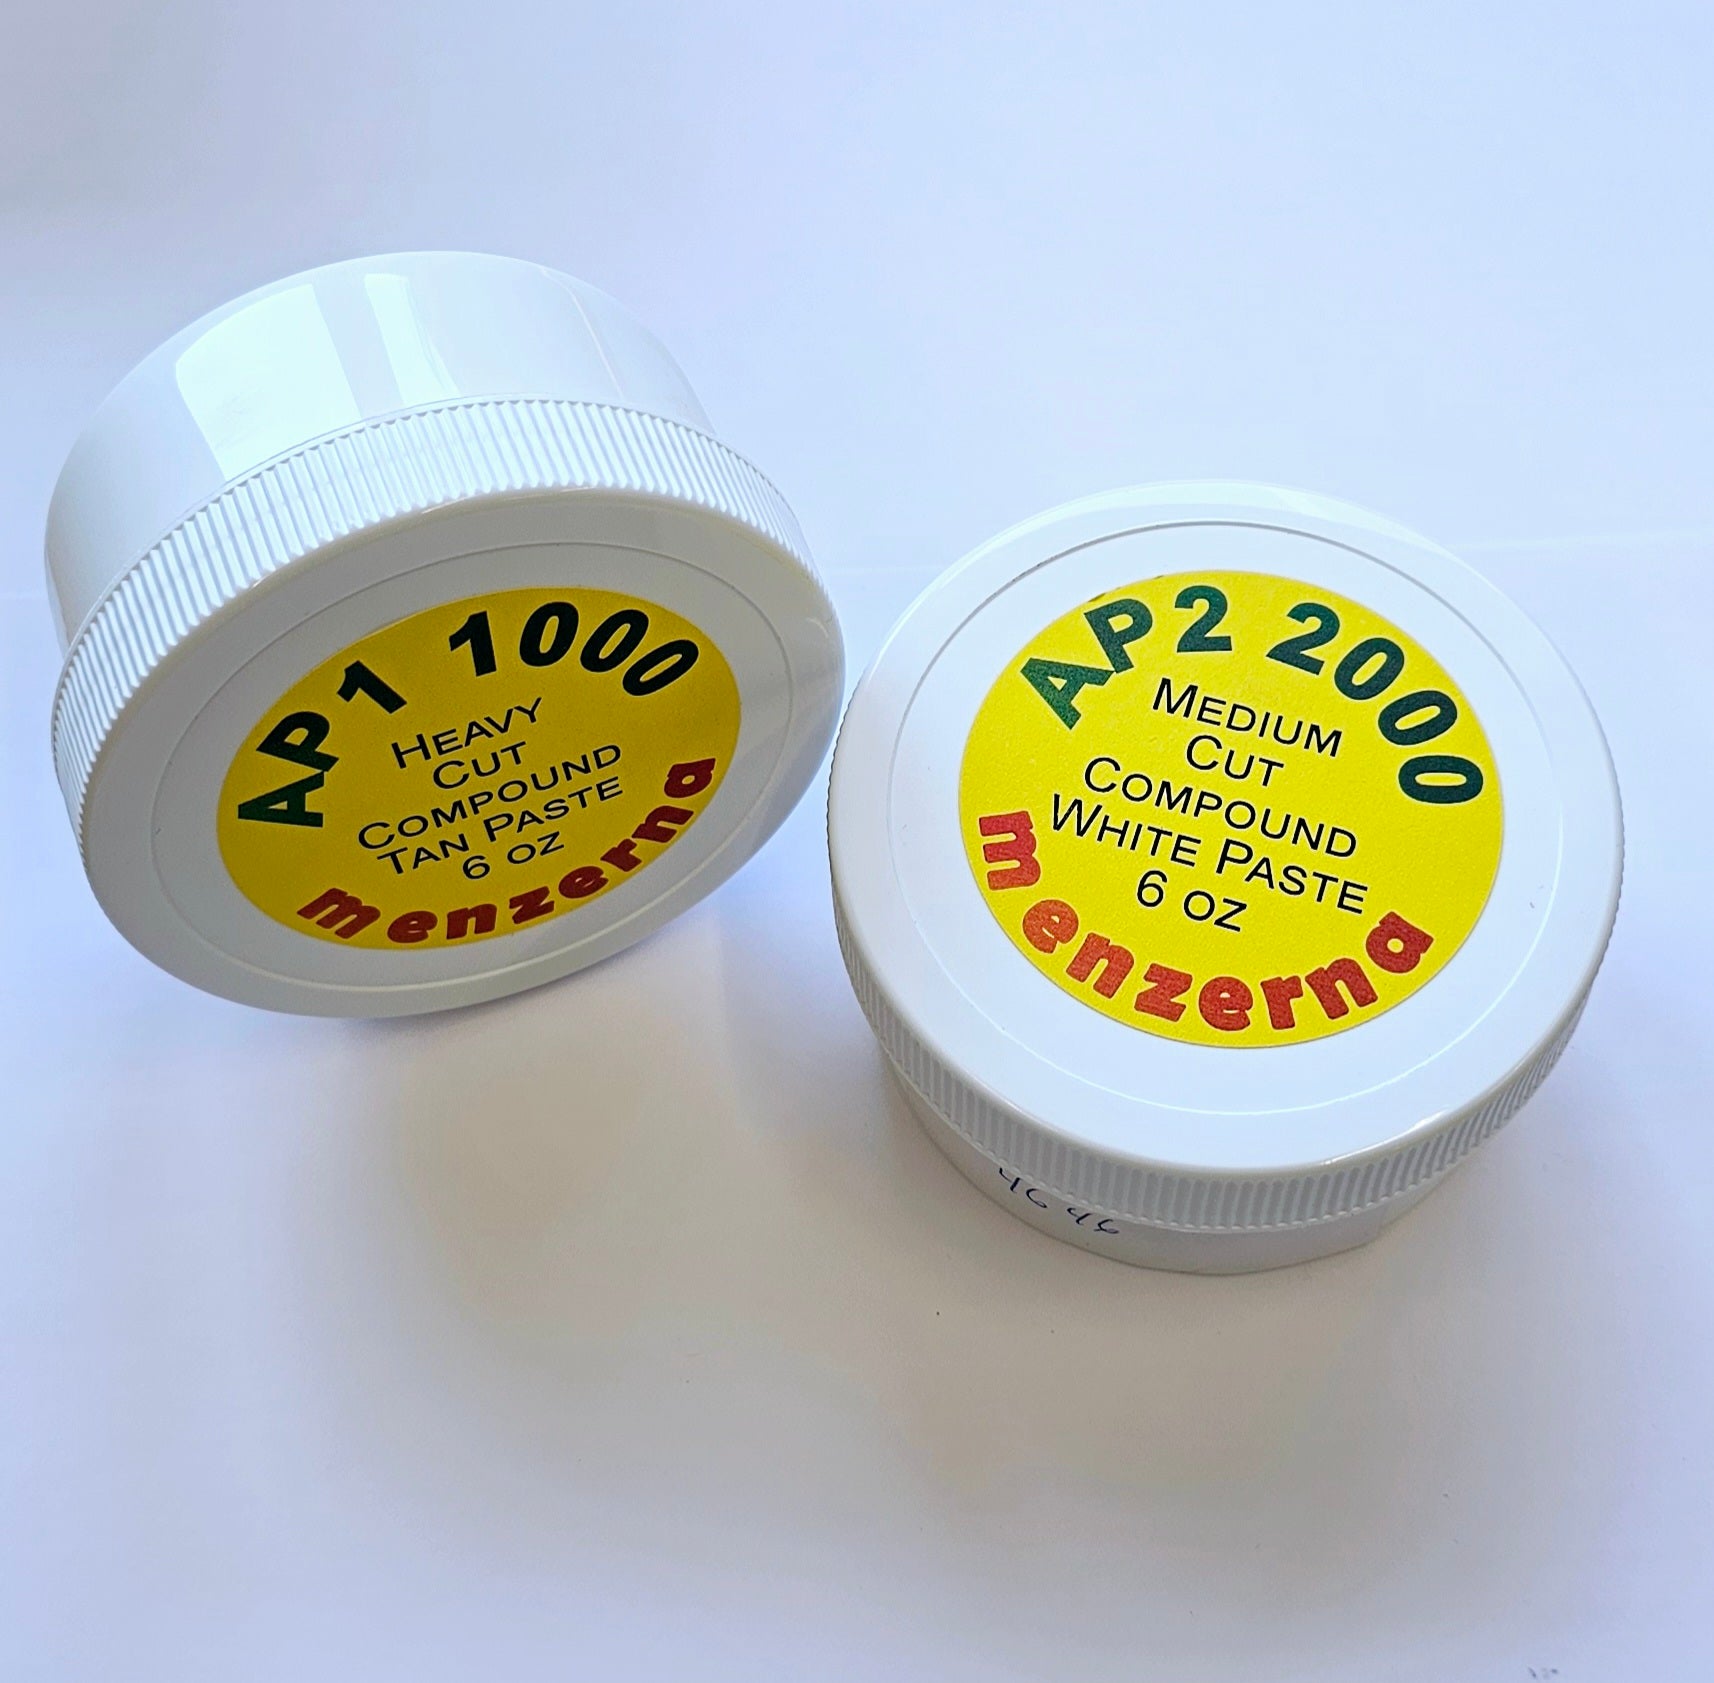 AP1 1000
HEAVY
CUT
COMPOUND
TAN PASTE
6 OZ
menzerna
AP2 2000
MEDIUM
CUT
COMPOUND
WHITE PASTE
6 OZ
menzerna